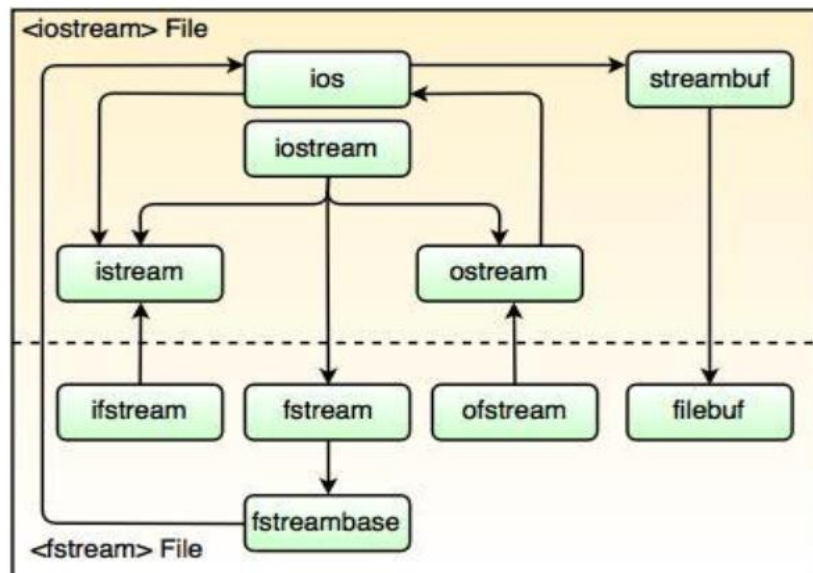 <iostream> File
ios
streambuf
iostream
istream
ostream
ifstream
fstream
ofstream
filebuf
fstreambase
<fstream> File